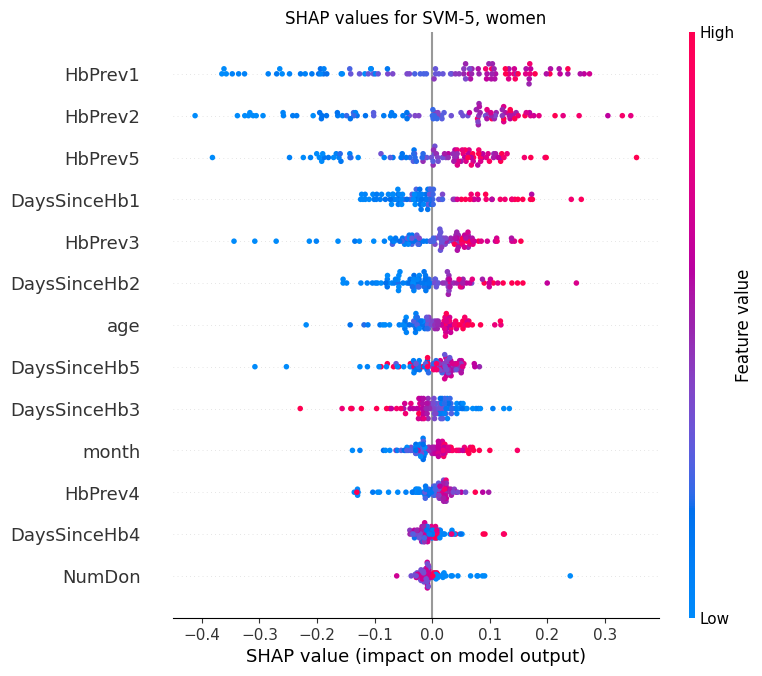 SHAP values for SVM-5, women
High
HbPrev1
HbPrev2
HbPrev5
DaysSinceHb1
HbPrev3
DaysSinceHb2
age
DaysSinceHb5
DaysSinceHb3
month
HbPrev4
DaysSinceHb4
NumDon
Feature value
Low
−0.4 −0.3 −0.2 −0.1 0.0 0.1 0.2 0.3
SHAP value (impact on model output)